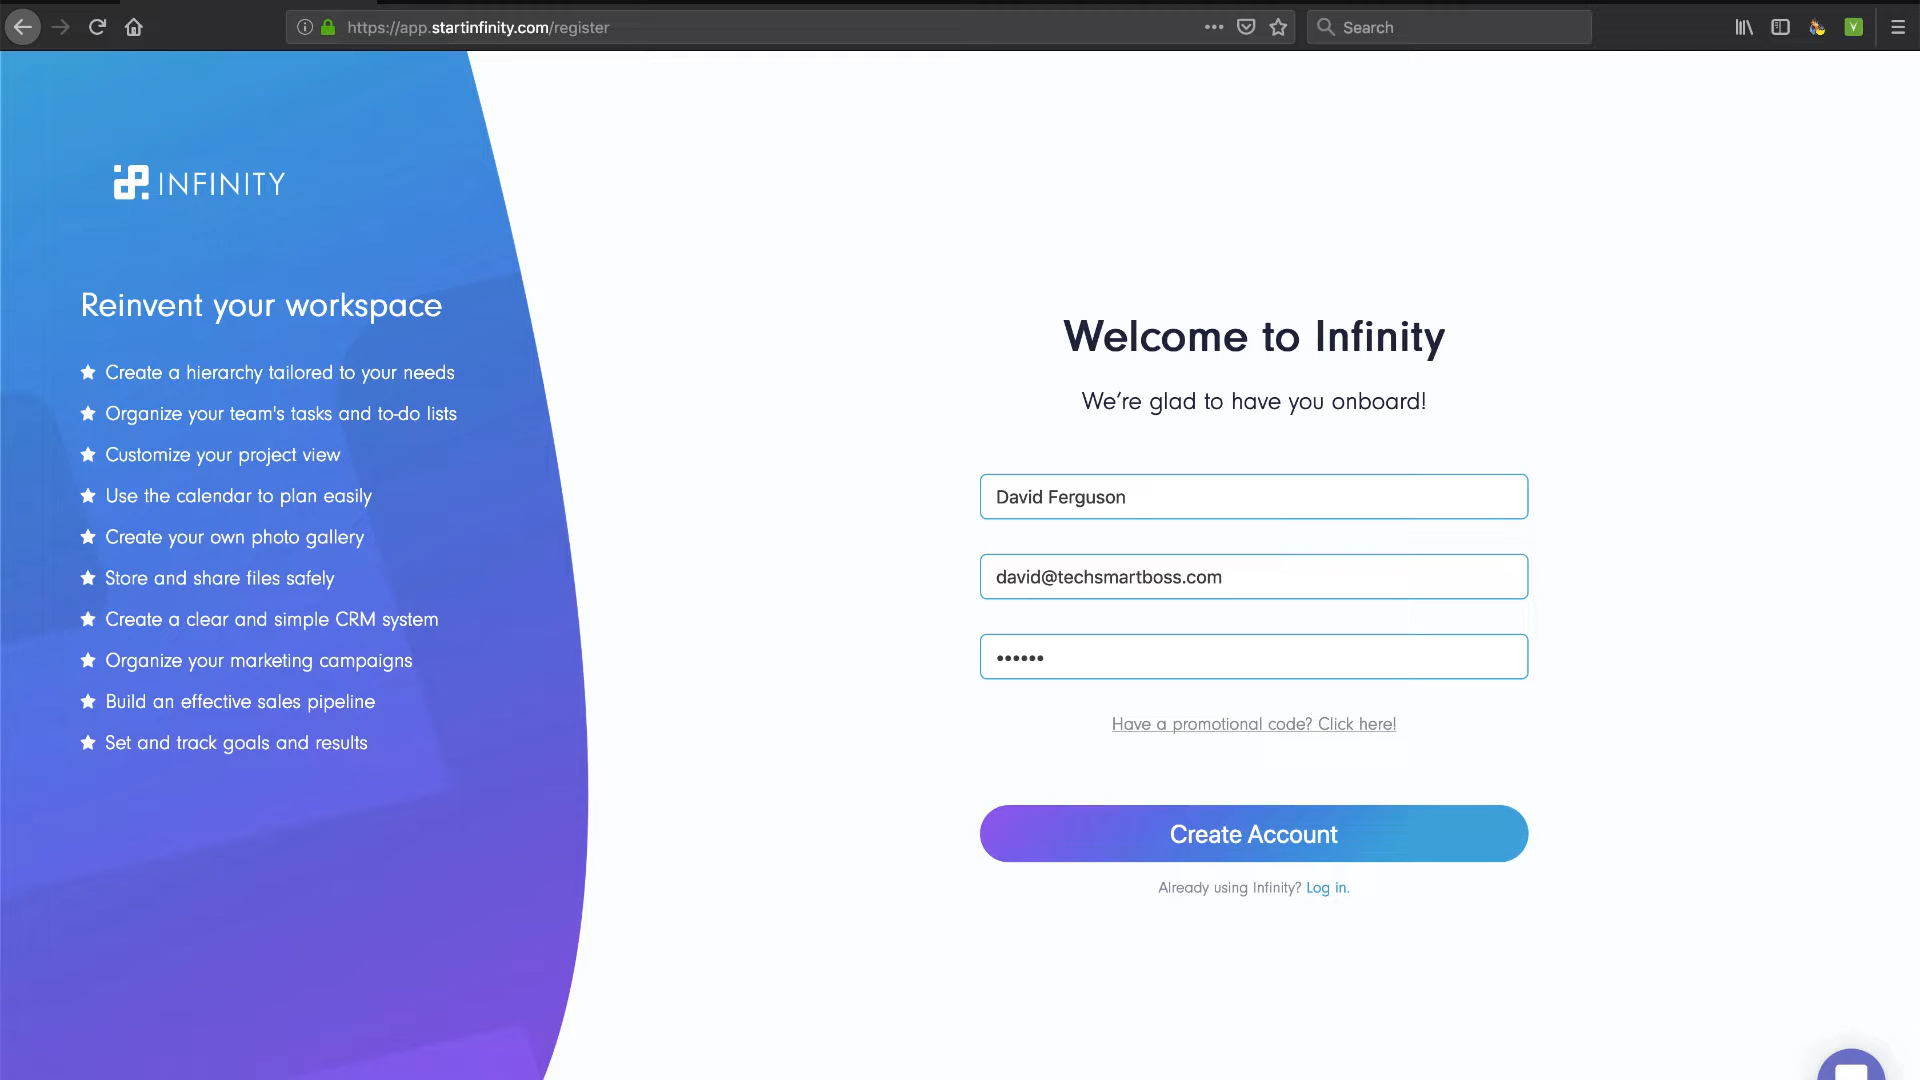 https://app.startinfinity.com/register
Search
INFINITY
Reinvent your workspace
Create a hierarchy tailored to your needs
Organize your team's tasks and to-do lists
Customize your project view
Use the calendar to plan easily
Create your own photo gallery
Store and share files safely
Create a clear and simple CRM system
Organize your marketing campaigns
Build an effective sales pipeline
Set and track goals and results
Welcome to Infinity
We're glad to have you onboard!
David Ferguson
david@techsmartboss.com
••••••
Have a promotional code? Click here!
Create Account
Already using Infinity? Log in.